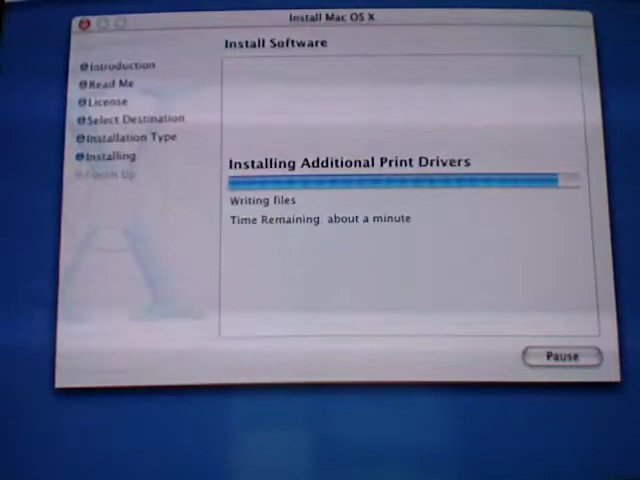 Install Mac OS X
Install Software
Introduction
Read Me
License
Select Destination
Installation Type
Installing
Finish Up
Installing Additional Print Drivers
Writing files
Time Remaining: about a minute
Pause